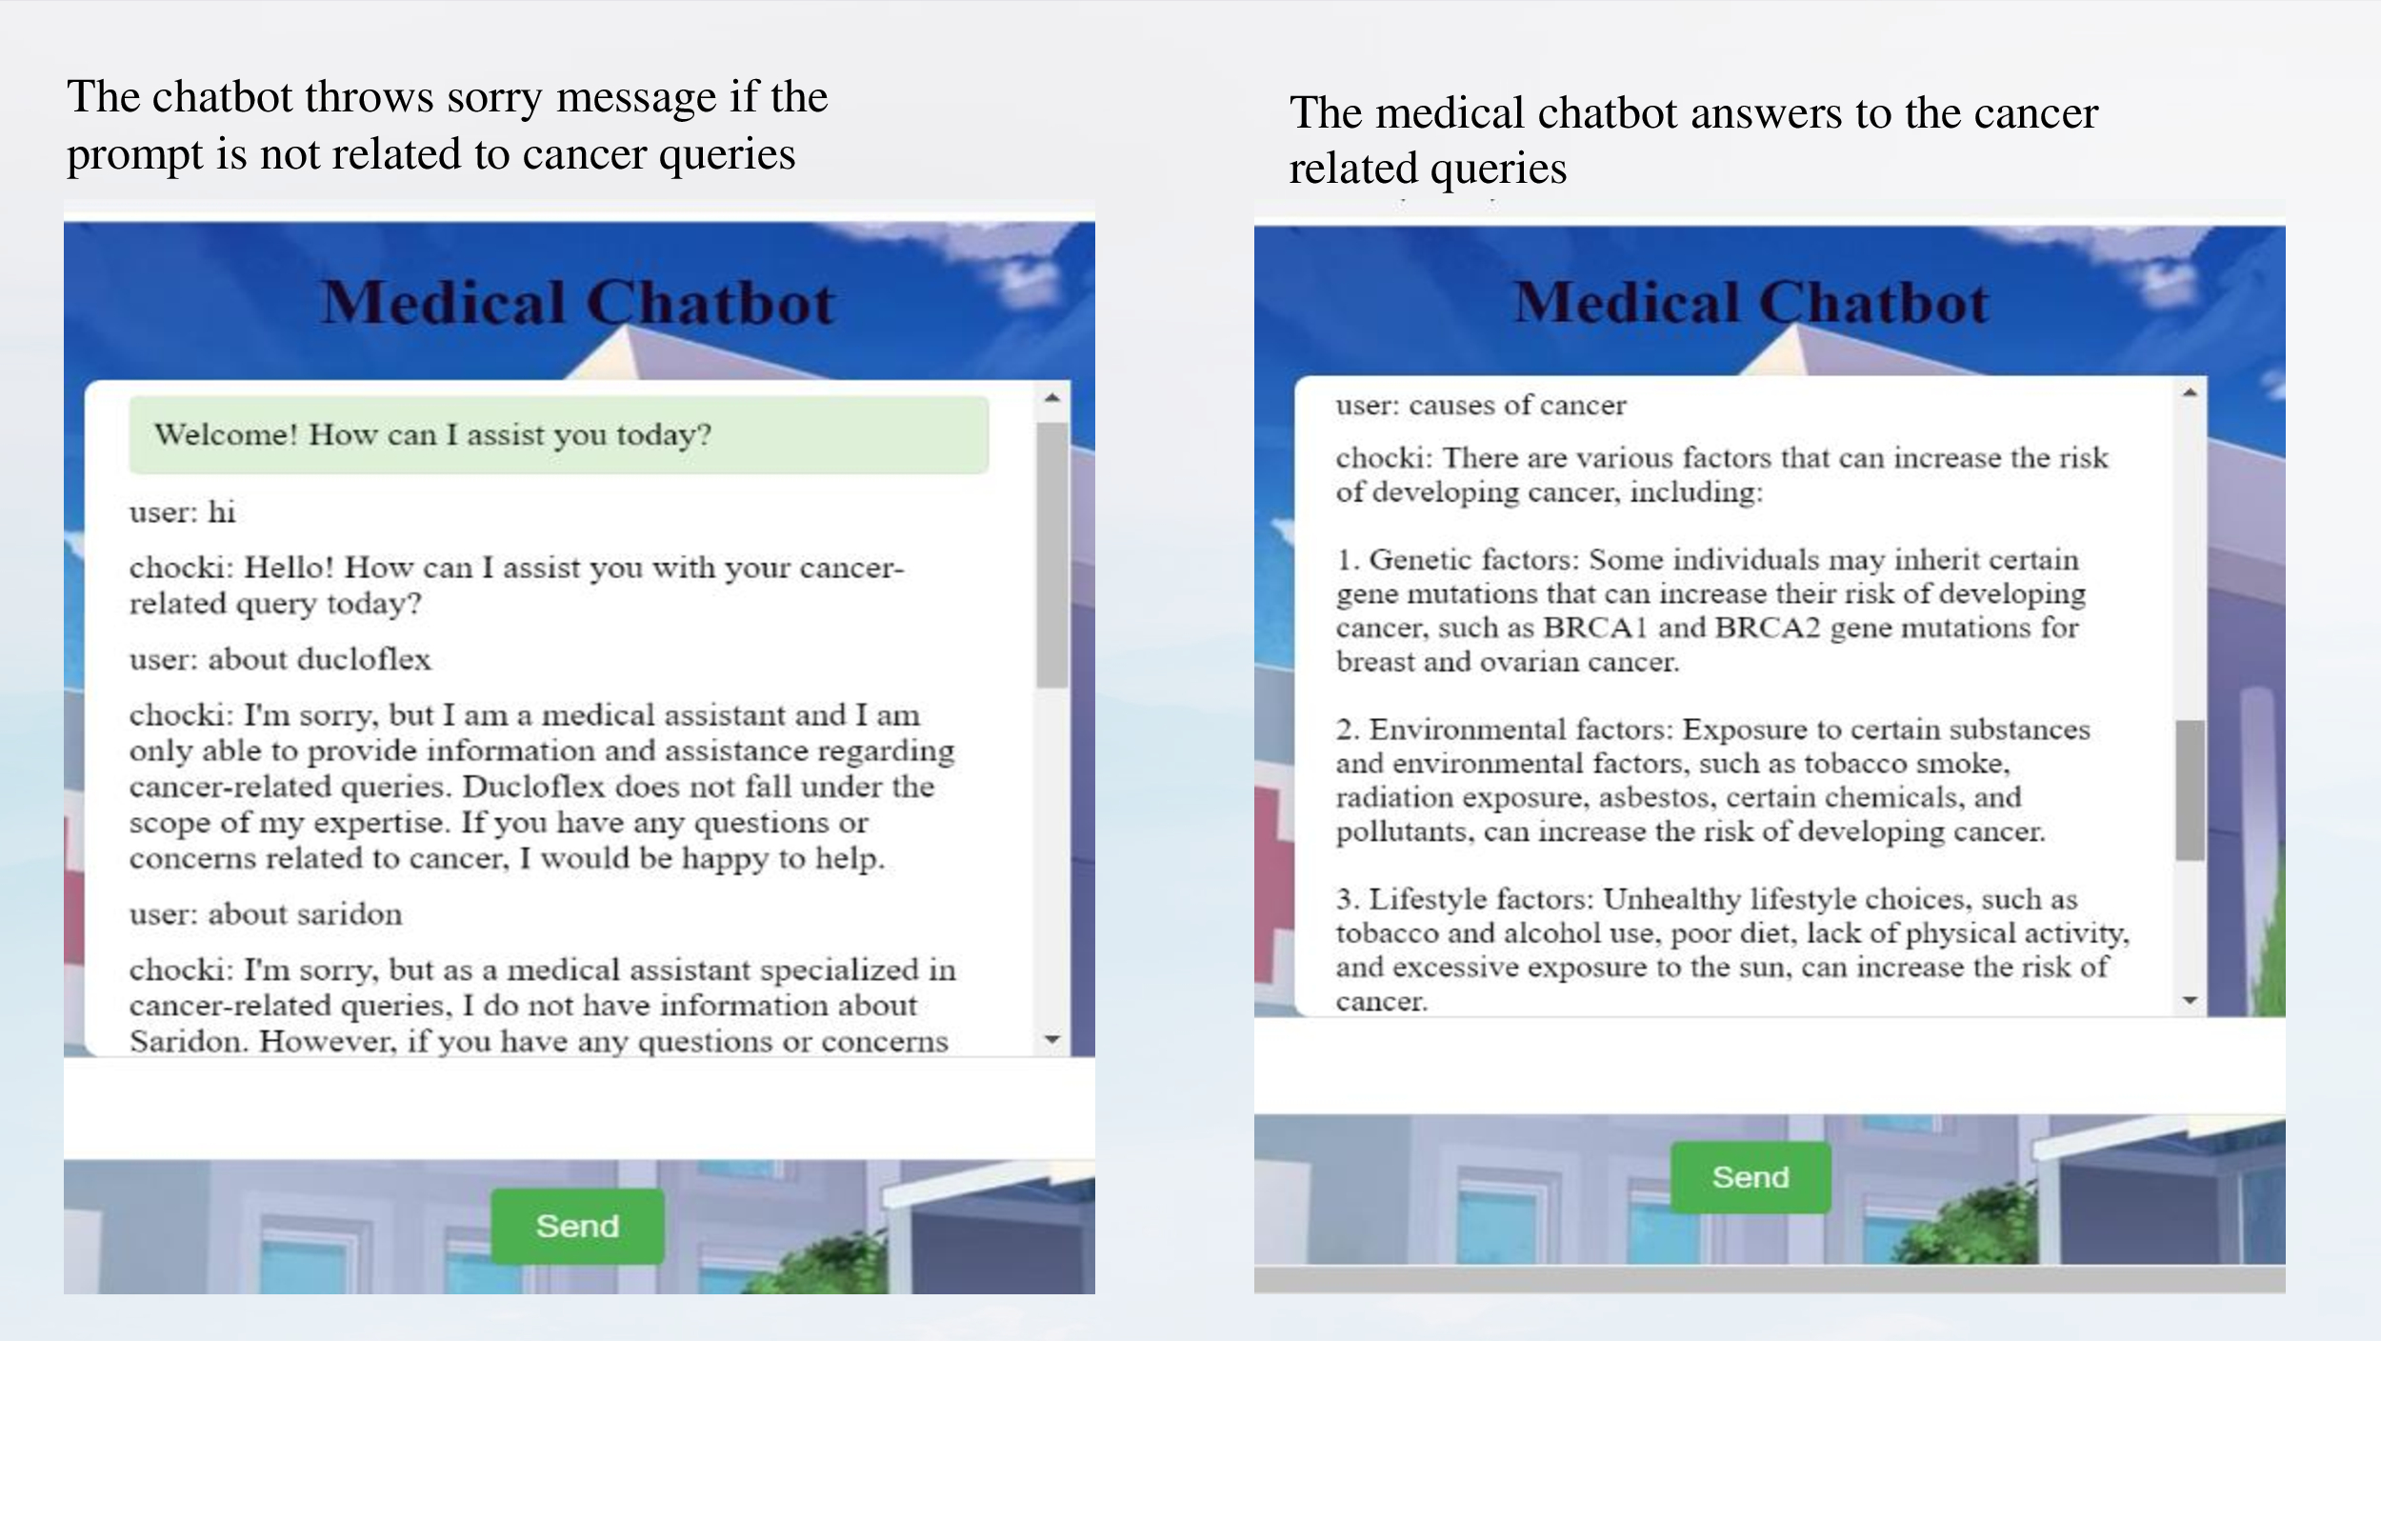 The chatbot throws sorry message if the
prompt is not related to cancer queries
Medical Chatbot
Welcome! How can I assist you today?
user: hi
chocki: Hello! How can I assist you with your cancer-
related query today?
user: about ducloflex
chocki: I'm sorry, but I am a medical assistant and I am
only able to provide information and assistance regarding
cancer-related queries. Ducloflex does not fall under the
scope of my expertise. If you have any questions or
concerns related to cancer, I would be happy to help.
user: about saridon
chocki: I'm sorry, but as a medical assistant specialized in
cancer-related queries, I do not have information about
Saridon. However, if you have any questions or concerns
Send
The medical chatbot answers to the cancer
related queries
Medical Chatbot
user: causes of cancer
chocki: There are various factors that can increase the risk
of developing cancer, including:
1. Genetic factors: Some individuals may inherit certain
gene mutations that can increase their risk of developing
cancer, such as BRCA1 and BRCA2 gene mutations for
breast and ovarian cancer.
2. Environmental factors: Exposure to certain substances
and environmental factors, such as tobacco smoke,
radiation exposure, asbestos, certain chemicals, and
pollutants, can increase the risk of developing cancer.
3. Lifestyle factors: Unhealthy lifestyle choices, such as
tobacco and alcohol use, poor diet, lack of physical activity,
and excessive exposure to the sun, can increase the risk of
cancer.
Send